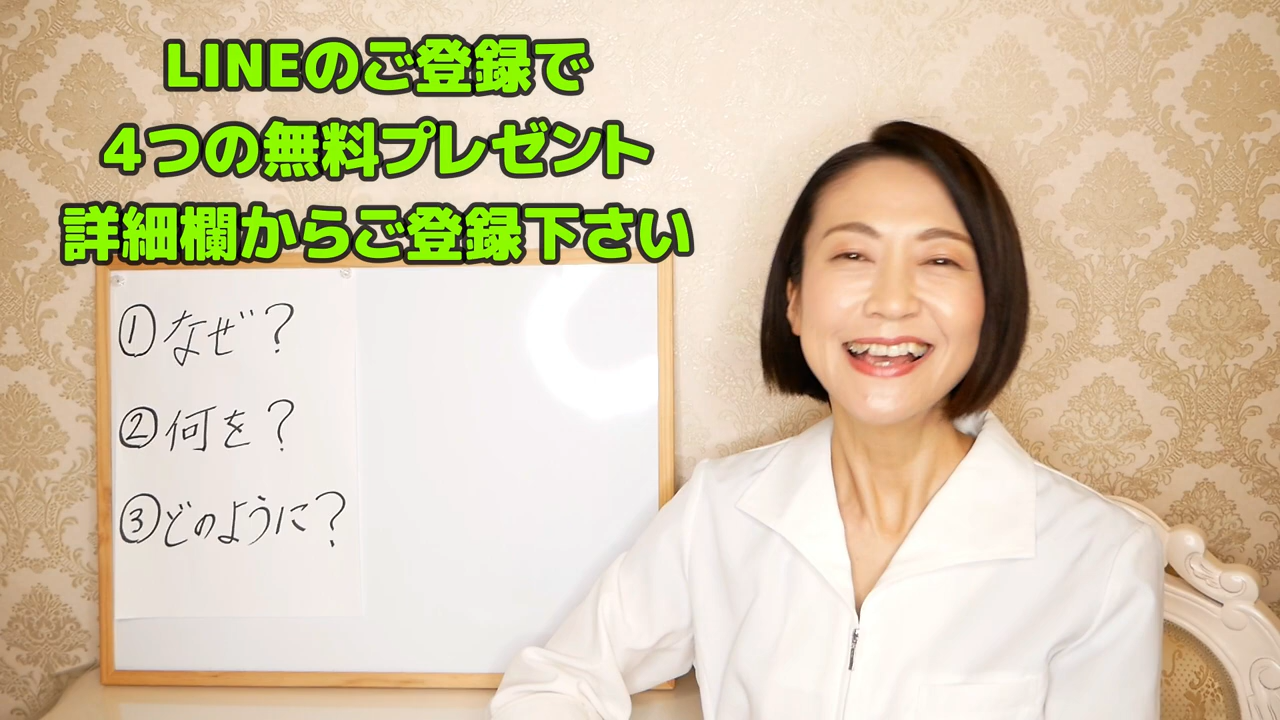 LINEのご登録で
4つの無料プレゼント
詳細欄からご登録下さい
①なぜ?
②何を?
③どのように?